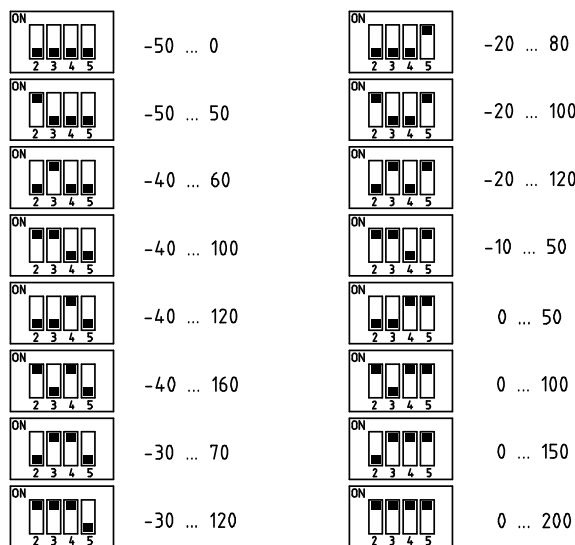 ON
2 3 4 5
-50 ... 0
ON
2 3 4 5
-50 ... 50
ON
2 3 4 5
-40 ... 60
ON
2 3 4 5
-40 ... 100
ON
2 3 4 5
-40 ... 120
ON
2 3 4 5
-40 ... 160
ON
2 3 4 5
-30 ... 70
ON
2 3 4 5
-30 ... 120
ON
2 3 4 5
-20 ... 80
ON
2 3 4 5
-20 ... 100
ON
2 3 4 5
-20 ... 120
ON
2 3 4 5
-10 ... 50
ON
2 3 4 5
0 ... 50
ON
2 3 4 5
0 ... 100
ON
2 3 4 5
0 ... 150
ON
2 3 4 5
0 ... 200